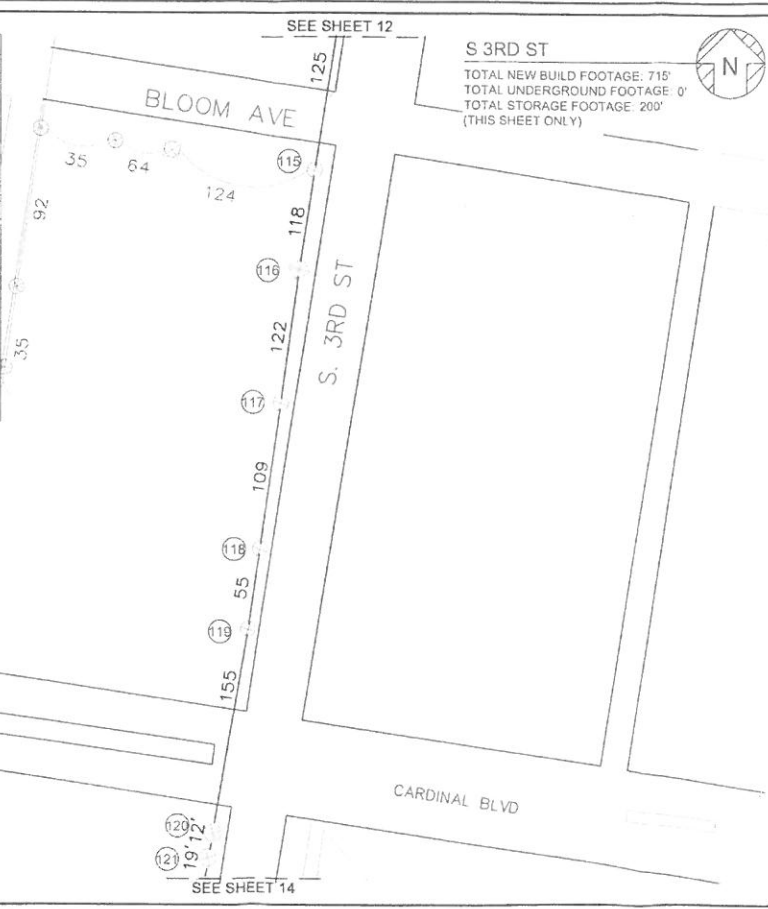 SEE SHEET 12
S 3RD ST
TOTAL NEW BUILD FOOTAGE: 715'
TOTAL UNDERGROUND FOOTAGE: 0'
TOTAL STORAGE FOOTAGE: 200'
(THIS SHEET ONLY)
N
125
BLOOM AVE
35
64
124
115
92
118
116
S. 3RD ST
122
35
117
109
118
55
119
155
CARDINAL BLVD
120
12'
121
19'
SEE SHEET 14